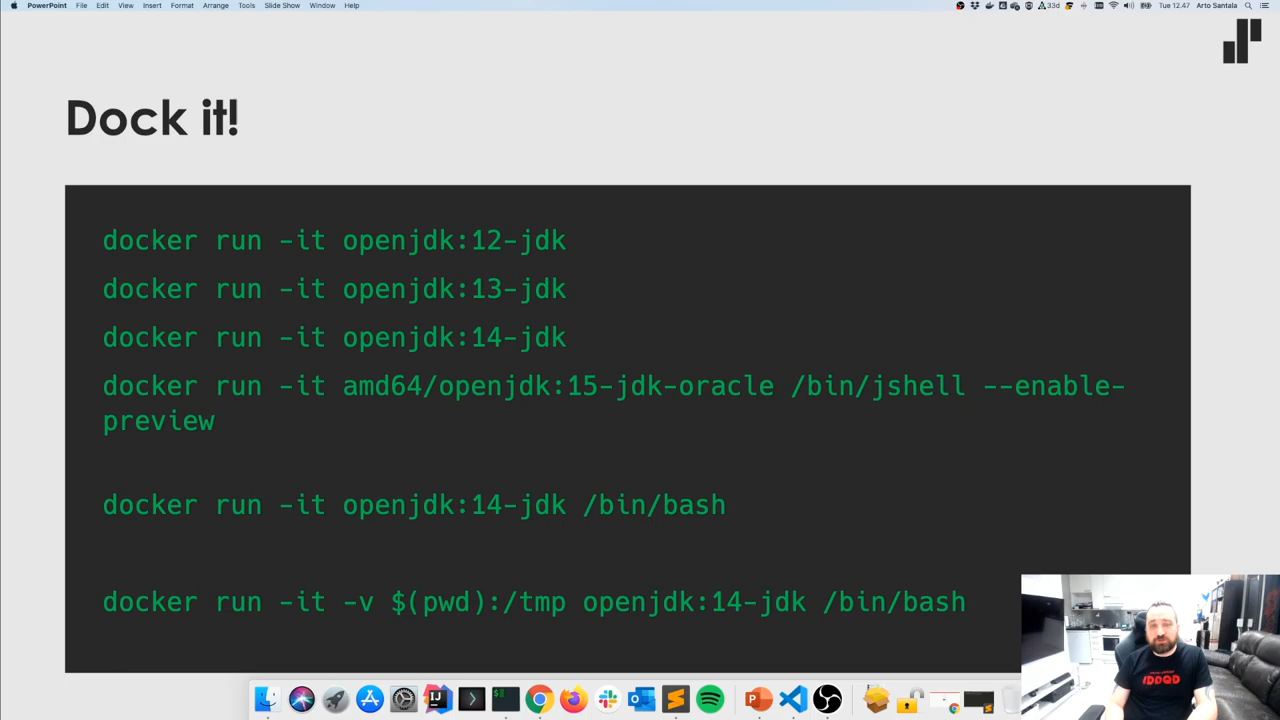 PowerPoint File Edit View Insert Format Arrange Tools Slide Show Window Help 33d Tue 12.47 Arto Santala
Dock it!
docker run -it openjdk:12-jdk
docker run -it openjdk:13-jdk
docker run -it openjdk:14-jdk
docker run -it amd64/openjdk:15-jdk-oracle /bin/jshell --enable-
preview
docker run -it openjdk:14-jdk /bin/bash
docker run -it -v $(pwd):/tmp openjdk:14-jdk /bin/bash
IDDQD